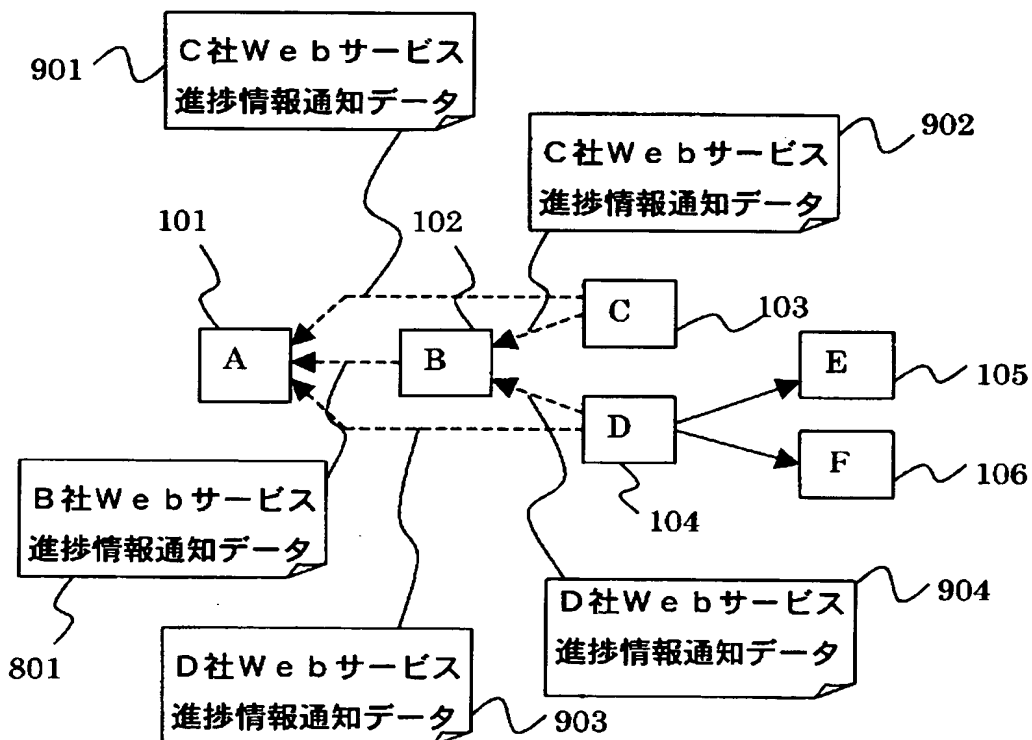 901
C社Webサービス
進捗情報通知データ
902
C社Webサービス
進捗情報通知データ
101
102
C
103
A
B
E
105
D
F
106
104
B社Webサービス
進捗情報通知データ
801
D社Webサービス
進捗情報通知データ
904
D社Webサービス
進捗情報通知データ
903